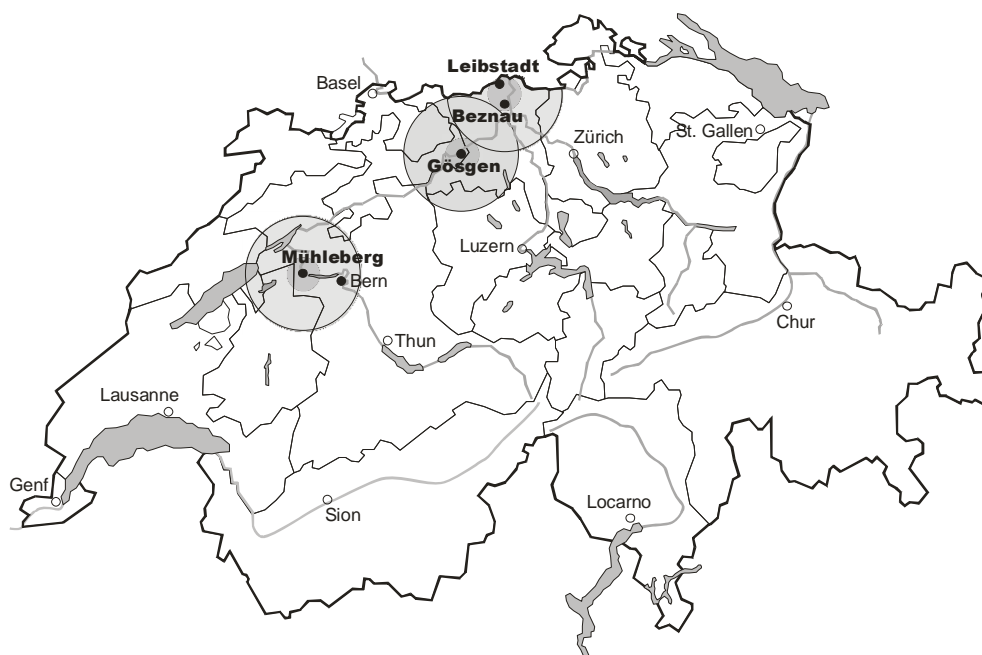 Leibstadt
Basel
Beznau
St. Gallen
Zürich
Gösgen
Luzern
Mühleberg
Bern
Chur
Thun
Lausanne
Genf
Locarno
Sion